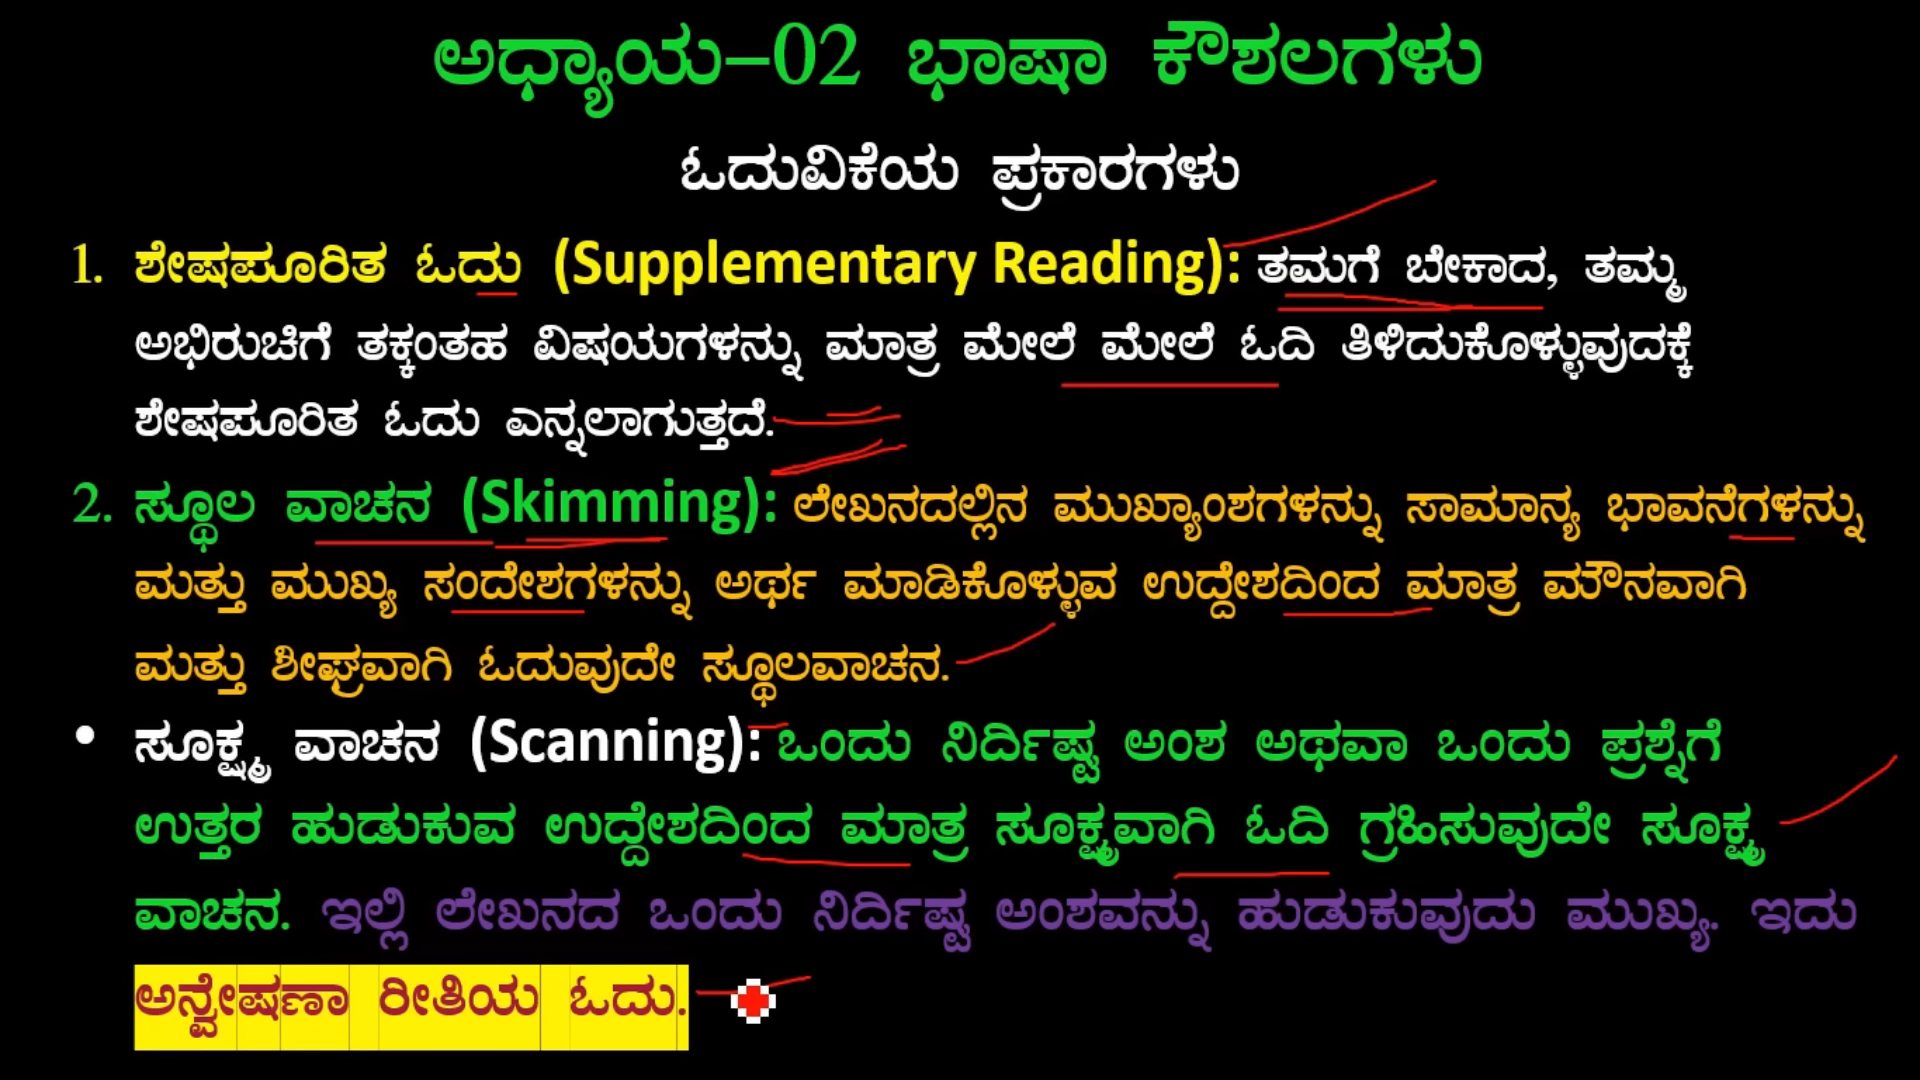 ಅಧ್ಯಾಯ–02 ಭಾಷಾ ಕೌಶಲಗಳು
ಓದುವಿಕೆಯ ಪ್ರಕಾರಗಳು
1. ಶೇಷಪೂರಿತ ಓದು (Supplementary Reading): ತಮಗೆ ಬೇಕಾದ, ತಮ್ಮ
ಅಭಿರುಚಿಗೆ ತಕ್ಕಂತಹ ವಿಷಯಗಳನ್ನು ಮಾತ್ರ ಮೇಲೆ ಮೇಲೆ ಓದಿ ತಿಳಿದುಕೊಳ್ಳುವುದಕ್ಕೆ
ಶೇಷಪೂರಿತ ಓದು ಎನ್ನಲಾಗುತ್ತದೆ.
2. ಸ್ಥೂಲ ವಾಚನ (Skimming): ಲೇಖನದಲ್ಲಿನ ಮುಖ್ಯಾಂಶಗಳನ್ನು ಸಾಮಾನ್ಯ ಭಾವನೆಗಳನ್ನು
ಮತ್ತು ಮುಖ್ಯ ಸಂದೇಶಗಳನ್ನು ಅರ್ಥ ಮಾಡಿಕೊಳ್ಳುವ ಉದ್ದೇಶದಿಂದ ಮಾತ್ರ ಮೌನವಾಗಿ
ಮತ್ತು ಶೀಘ್ರವಾಗಿ ಓದುವುದೇ ಸ್ಥೂಲವಾಚನ.
• ಸೂಕ್ಷ್ಮ ವಾಚನ (Scanning): ಒಂದು ನಿರ್ದಿಷ್ಟ ಅಂಶ ಅಥವಾ ಒಂದು ಪ್ರಶ್ನೆಗೆ
ಉತ್ತರ ಹುಡುಕುವ ಉದ್ದೇಶದಿಂದ ಮಾತ್ರ ಸೂಕ್ಷ್ಮವಾಗಿ ಓದಿ ಗ್ರಹಿಸುವುದೇ ಸೂಕ್ಷ್ಮ
ವಾಚನ. ಇಲ್ಲಿ ಲೇಖನದ ಒಂದು ನಿರ್ದಿಷ್ಟ ಅಂಶವನ್ನು ಹುಡುಕುವುದು ಮುಖ್ಯ. ಇದು
ಅನ್ವೇಷಣಾ ರೀತಿಯ ಓದು.